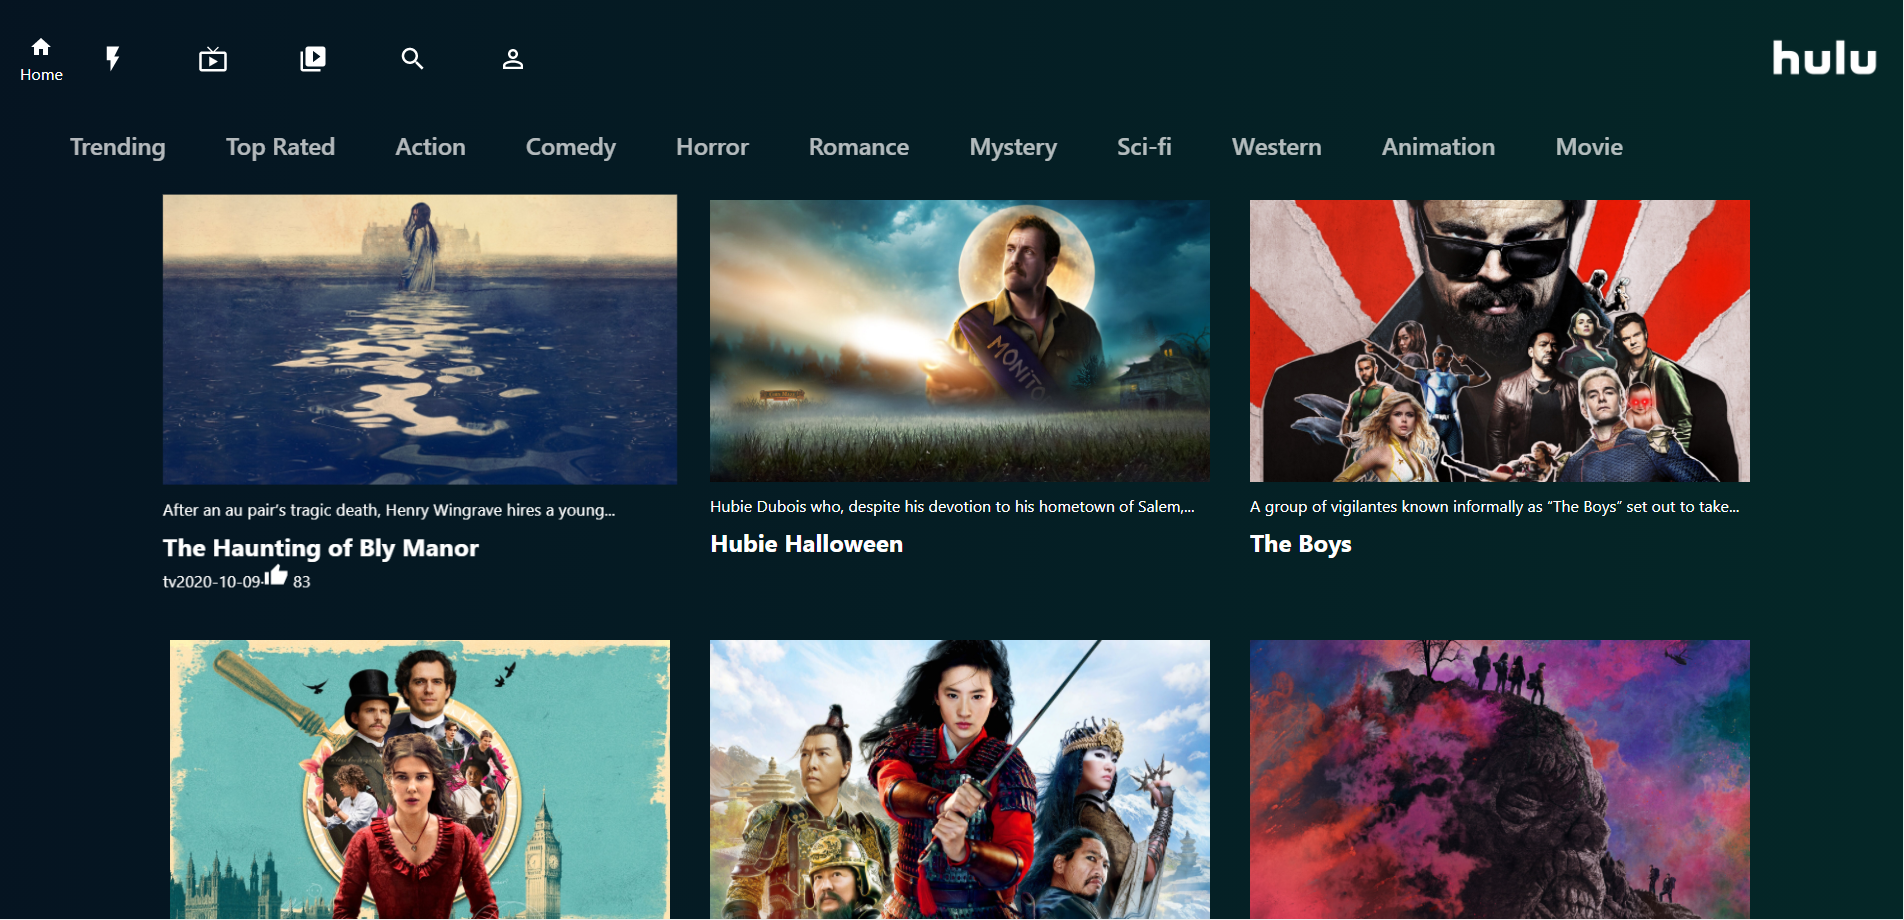 Home
hulu
Trending Top Rated Action Comedy Horror Romance Mystery Sci-fi Western Animation Movie
MONITO
After an au pair’s tragic death, Henry Wingrave hires a young...
The Haunting of Bly Manor
tv2020-10-09· 83
Hubie Dubois who, despite his devotion to his hometown of Salem,...
Hubie Halloween
A group of vigilantes known informally as “The Boys” set out to take...
The Boys